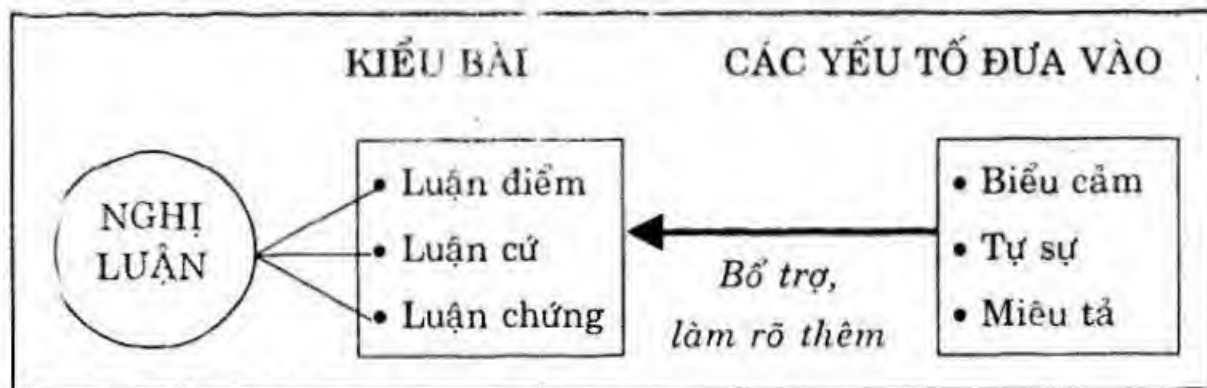 KIỂU BÀI
CÁC YẾU TỐ ĐƯA VÀO
NGHỊ
LUẬN
• Luận điểm
• Luận cứ
• Luận chứng
Bổ trợ,
làm rõ thêm
• Biểu cảm
• Tự sự
• Miêu tả